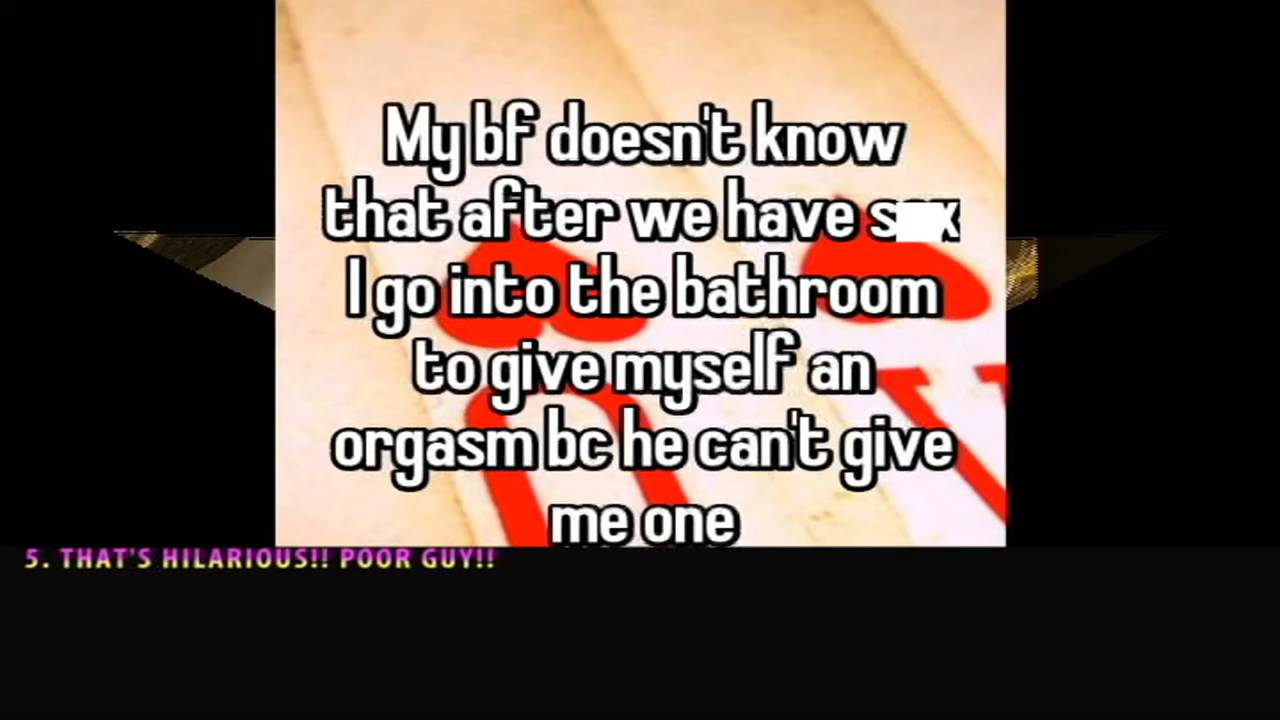 My bf doesn't know
that after we have sex
I go into the bathroom
to give myself an
orgasm bc he can't give
me one
5. THAT'S HILARIOUS!! POOR GUY!!